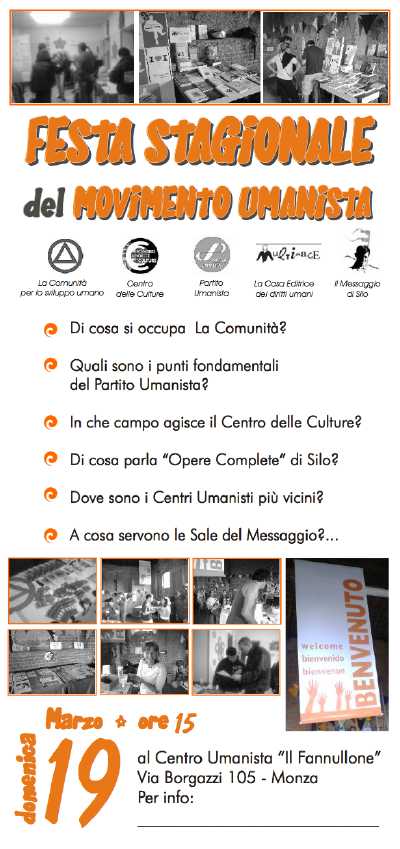 FESTA STAGIONALE
del MOVIMENTO UMANISTA
La Comunità
per lo sviluppo umano
Centro
delle Culture
Partito
Umanista
MULTIMAGE
La Casa Editrice
dei diritti umani
Il Messaggio
di Silo
Di cosa si occupa La Comunità?
Quali sono i punti fondamentali
del Partito Umanista?
In che campo agisce il Centro delle Culture?
Di cosa parla "Opere Complete" di Silo?
Dove sono i Centri Umanisti più vicini?
A cosa servono le Sale del Messaggio?...
welcome
bienvenido
bienvenue
BENVENUTO
domenica
19
Marzo ☆ ore 15
al Centro Umanista "Il Fannullone"
Via Borgazzi 105 - Monza
Per info: